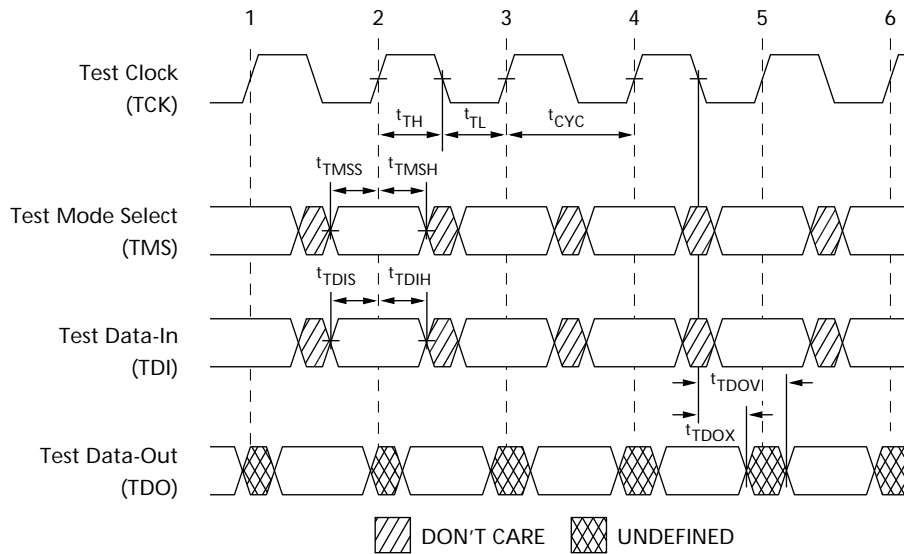 1 2 3 4 5 6
Test Clock
(TCK)
tTH tTL tCYC
tTMSS tTMSH
Test Mode Select
(TMS)
tTDIS tTDIH
Test Data-In
(TDI)
tTDOV
tTDOX
Test Data-Out
(TDO)
DON'T CARE UNDEFINED